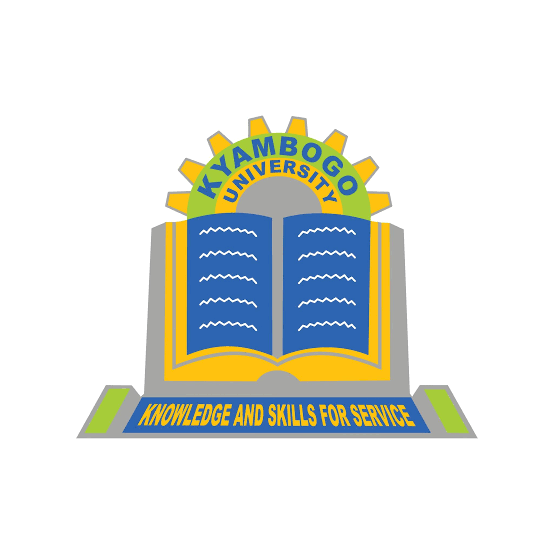 KYAMBOGO
UNIVERSITY
KNOWLEDGE AND SKILLS FOR SERVICE